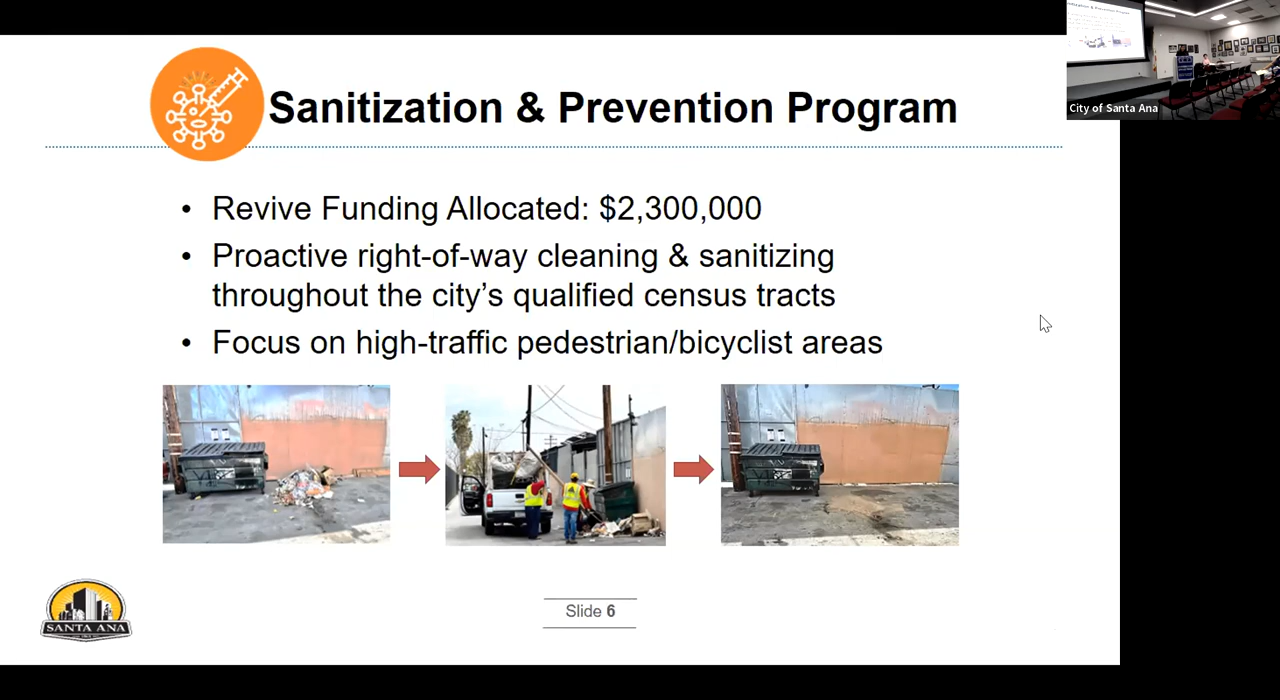 Sanitization & Prevention Program
City of Santa Ana
• Revive Funding Allocated: $2,300,000
• Proactive right-of-way cleaning & sanitizing
throughout the city's qualified census tracts
• Focus on high-traffic pedestrian/bicyclist areas
SANTA ANA
Slide 6